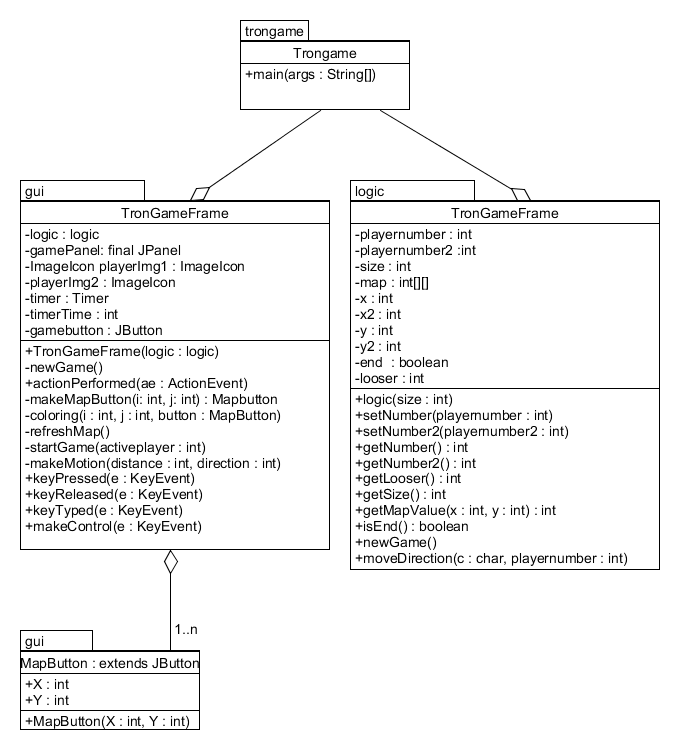 trongame
Trongame
+main(args : String[])
gui
TronGameFrame
-logic : logic
-gamePanel: final JPanel
-ImageIcon playerImg1 : ImageIcon
-playerImg2 : ImageIcon
-timer : Timer
-timerTime : int
-gamebutton : JButton
+TronGameFrame(logic : logic)
-newGame()
+actionPerformed(ae : ActionEvent)
-makeMapButton(i: int, j: int) : Mapbutton
-coloring(i : int, j : int, button : MapButton)
-refreshMap()
-startGame(activeplayer : int)
-makeMotion(distance : int, direction : int)
+keyPressed(e : KeyEvent)
+keyReleased(e : KeyEvent)
+keyTyped(e : KeyEvent)
+makeControl(e : KeyEvent)
logic
TronGameFrame
-playernumber : int
-playernumber2 :int
-size : int
-map : int[][]
-x : int
-x2 : int
-y : int
-y2 : int
-end  : boolean
-looser : int
+logic(size : int)
+setNumber(playernumber : int)
+setNumber2(playernumber2 : int)
+getNumber() : int
+getNumber2() : int
+getLooser() : int
+getSize() : int
+getMapValue(x : int, y : int) : int
+isEnd() : boolean
+newGame()
+moveDirection(c : char, playernumber : int)
1..n
gui
MapButton : extends JButton
+X : int
+Y : int
+MapButton(X : int, Y : int)